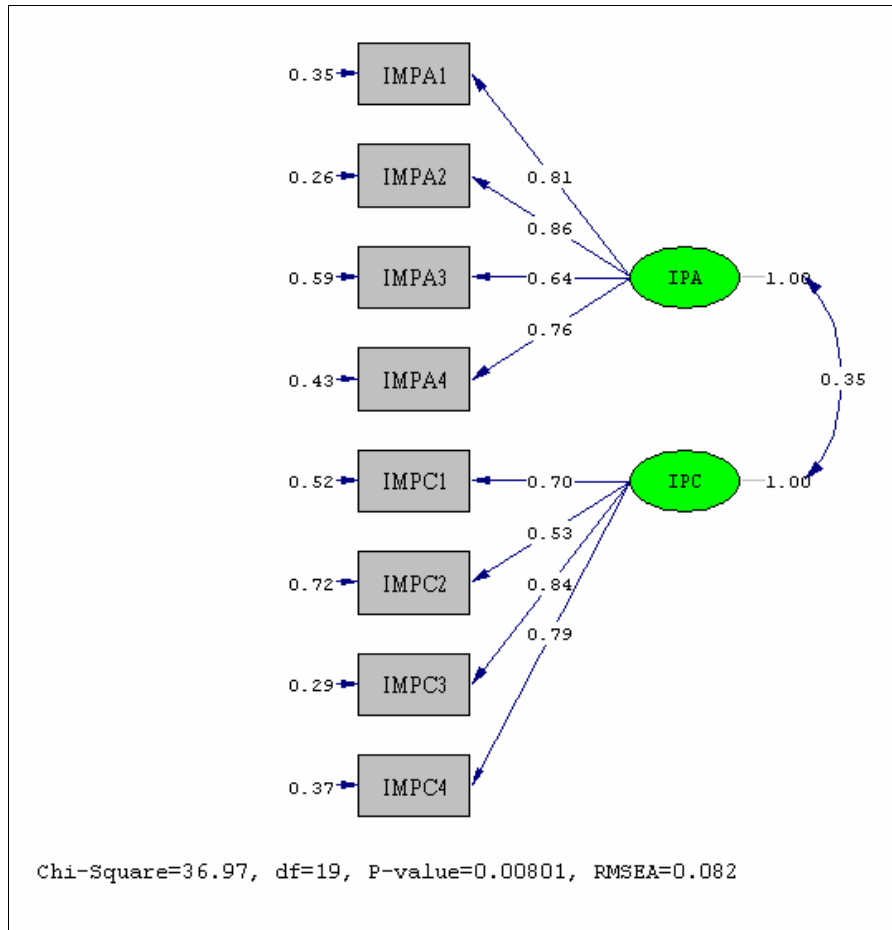 0.35 IMPA1
0.26 IMPA2 0.81
0.86
0.59 IMPA3 0.64 IPA 1.00
0.76
0.43 IMPA4 0.35
0.52 IMPC1 0.70 IPC 1.00
0.53
0.72 IMPC2 0.84
0.79
0.29 IMPC3
0.37 IMPC4
Chi-Square=36.97, df=19, P-value=0.00801, RMSEA=0.082